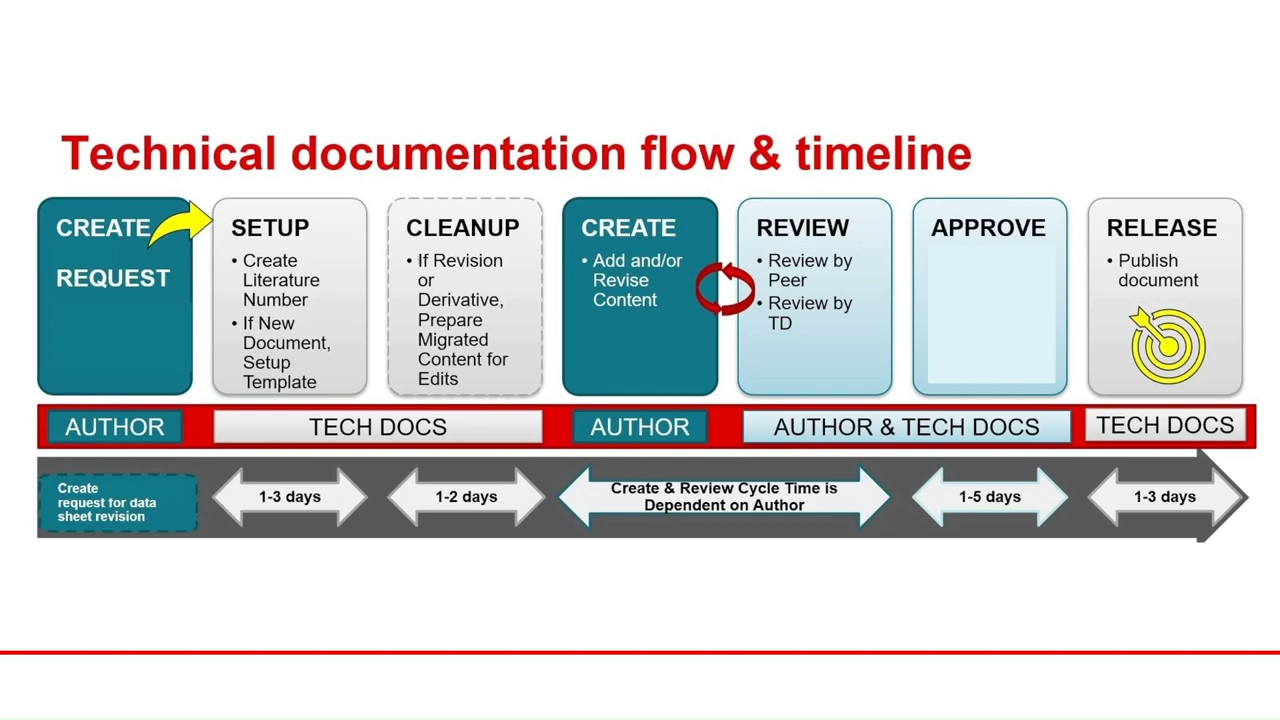 Technical documentation flow & timeline
CREATE
REQUEST
SETUP
• Create
Literature
Number
• If New
Document,
Setup
Template
CLEANUP
• If Revision
or
Derivative,
Prepare
Migrated
Content for
Edits
CREATE
• Add and/or
Revise
Content
REVIEW
• Review by
Peer
• Review by
TD
APPROVE
RELEASE
• Publish
document
AUTHOR
TECH DOCS
AUTHOR
AUTHOR & TECH DOCS
TECH DOCS
Create
request for data
sheet revision
1-3 days
1-2 days
Create & Review Cycle Time is
Dependent on Author
1-5 days
1-3 days